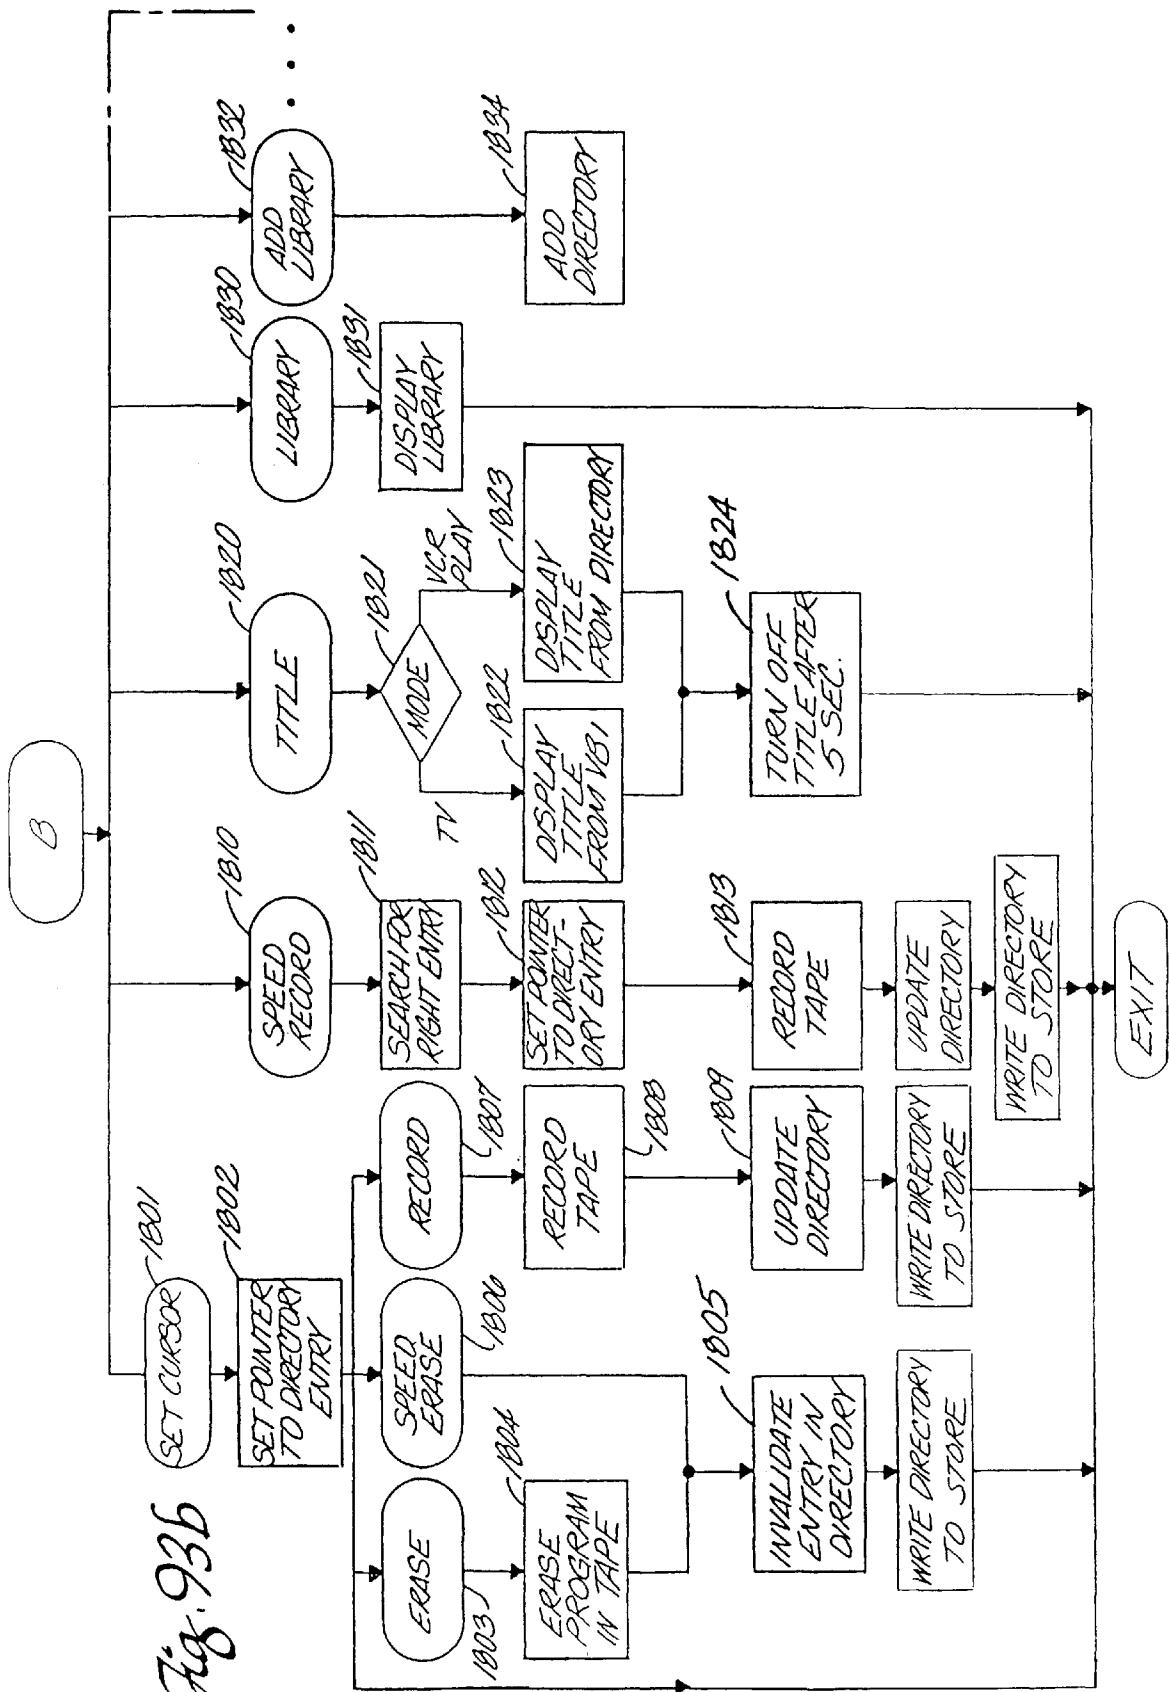 Fig. 93b
B
SET CURSOR
1801
SET POINTER
TO DIRECTORY
ENTRY
1802
ERASE
1803
ERASE
PROGRAM
IN TAPE
1804
SPEED
ERASE
1806
INVALIDATE
ENTRY IN
DIRECTORY
1805
WRITE DIRECTORY
TO STORE
RECORD
1807
RECORD
TAPE
1808
UPDATE
DIRECTORY
1809
WRITE DIRECTORY
TO STORE
SPEED
RECORD
1810
SEARCH FOR
RIGHT ENTRY
1811
SET POINTER
TO DIRECT-
ORY ENTRY
1812
RECORD
TAPE
1813
UPDATE
DIRECTORY
WRITE DIRECTORY
TO STORE
TITLE
1820
MODE
1821
TV
VCR
PLAY
DISPLAY
TITLE
FROM VBI
1822
DISPLAY
TITLE
FROM DIRECTORY
1823
TURN OFF
TITLE AFTER
5 SEC.
1824
LIBRARY
1830
DISPLAY
LIBRARY
1831
ADD
LIBRARY
1832
ADD
DIRECTORY
1834
EXIT